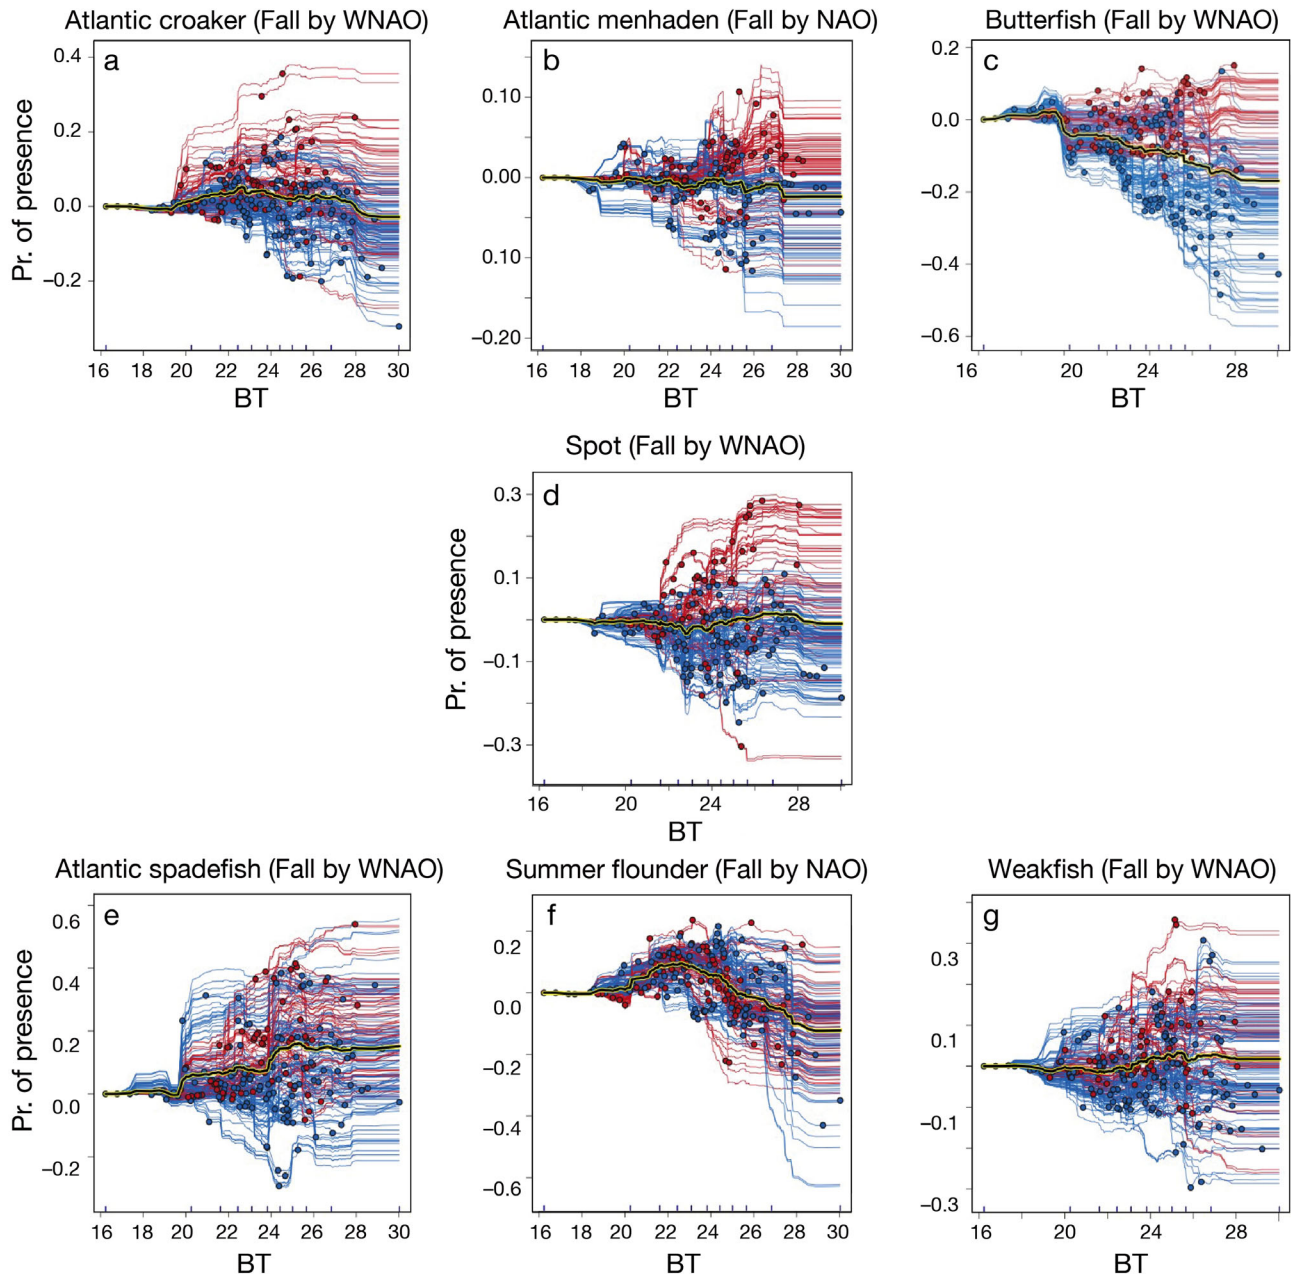 Atlantic croaker (Fall by WNAO)
Atlantic menhaden (Fall by NAO)
Butterfish (Fall by WNAO)
a
b
c
Pr. of presence
0.4
0.2
0.0
−0.2
16 18 20 22 24 26 28 30
BT
0.10
0.00
0.10
−0.20
16 18 20 22 24 26 28 30
BT
0.2
0.0
−0.2
−0.4
−0.6
16 20 24 28
BT
Spot (Fall by WNAO)
d
Pr. of presence
0.3
0.1
−0.1
−0.3
16 20 24 28
BT
Atlantic spadefish (Fall by WNAO)
Summer flounder (Fall by NAO)
Weakfish (Fall by WNAO)
e
f
g
Pr. of presence
0.6
0.4
0.2
0.0
−0.2
16 18 20 22 24 26 28 30
BT
0.2
0.0
−0.2
−0.4
−0.6
16 18 20 22 24 26 28 30
BT
0.3
0.1
−0.1
−0.3
16 20 24 28
BT